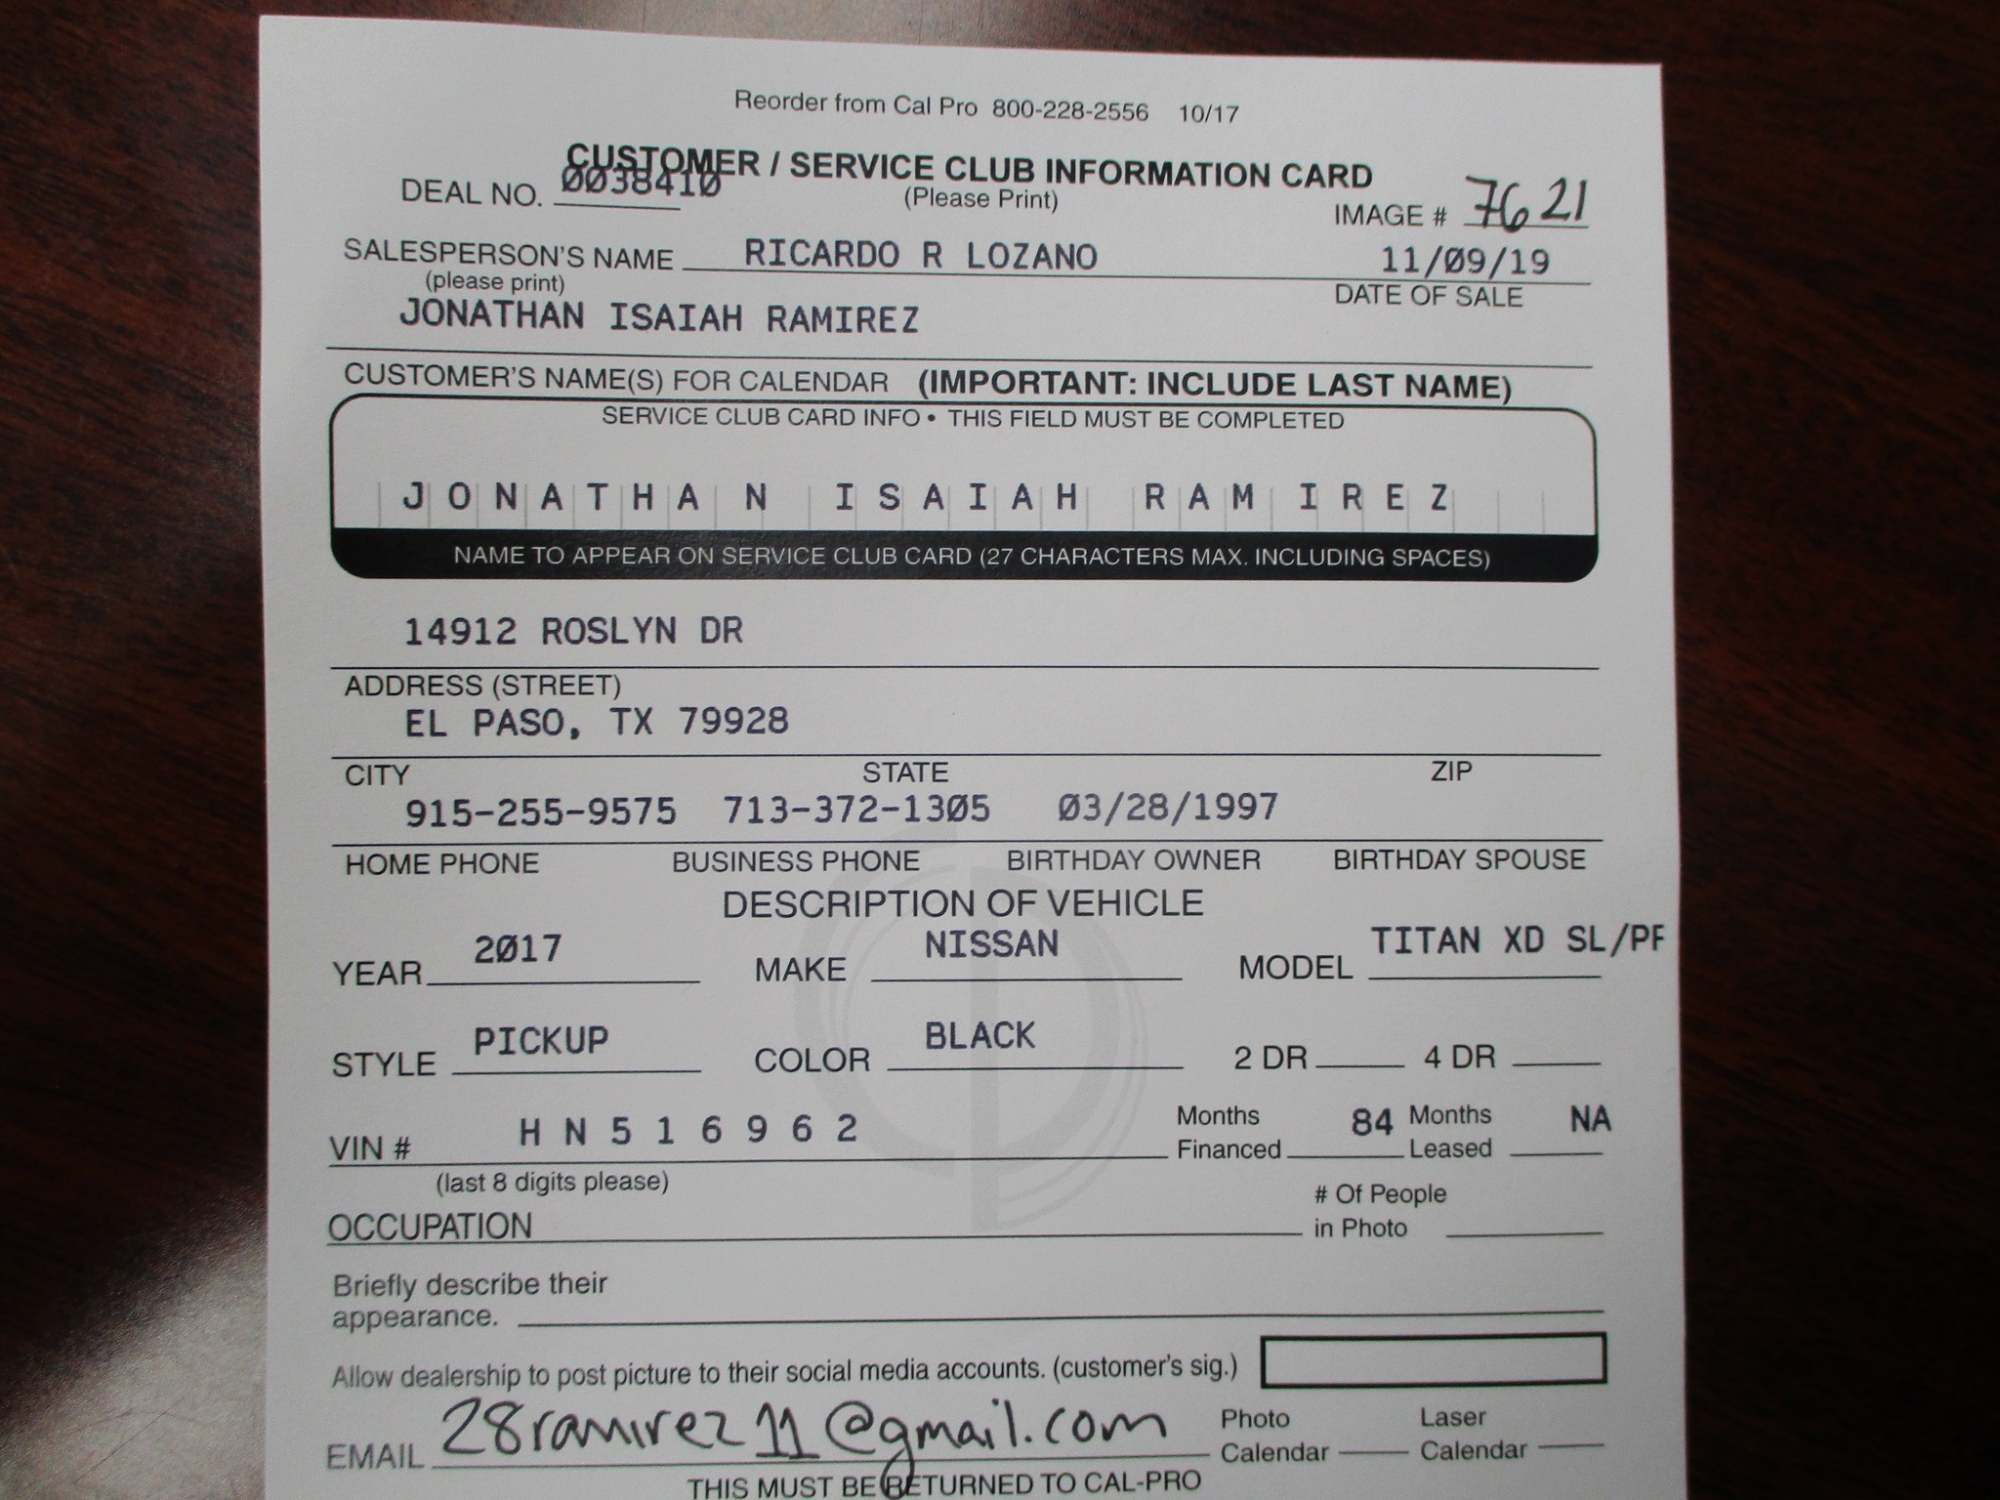 Reorder from Cal Pro 800-228-2556 10/17
CUSTOMER / SERVICE CLUB INFORMATION CARD
DEAL NO. 0038410 (Please Print) IMAGE # 7621
SALESPERSON'S NAME RICARDO R LOZANO 11/09/19
(please print) DATE OF SALE
JONATHAN ISAIAH RAMIREZ
CUSTOMER'S NAME(S) FOR CALENDAR (IMPORTANT: INCLUDE LAST NAME)
SERVICE CLUB CARD INFO • THIS FIELD MUST BE COMPLETED
JONATHAN ISAIAH RAMIREZ
NAME TO APPEAR ON SERVICE CLUB CARD (27 CHARACTERS MAX. INCLUDING SPACES)
14912 ROSLYN DR
ADDRESS (STREET)
EL PASO, TX 79928
CITY STATE ZIP
915-255-9575 713-372-1305 03/28/1997
HOME PHONE BUSINESS PHONE BIRTHDAY OWNER BIRTHDAY SPOUSE
DESCRIPTION OF VEHICLE
YEAR 2017 MAKE NISSAN MODEL TITAN XD SL/PF
STYLE PICKUP COLOR BLACK 2 DR 4 DR
VIN # HN516962 Months Financed 84 Months Leased NA
(last 8 digits please)
OCCUPATION # Of People in Photo
Briefly describe their
appearance.
Allow dealership to post picture to their social media accounts. (customer's sig.)
EMAIL 28ramirez11@gmail.com Photo Calendar Laser Calendar
THIS MUST BE RETURNED TO CAL-PRO